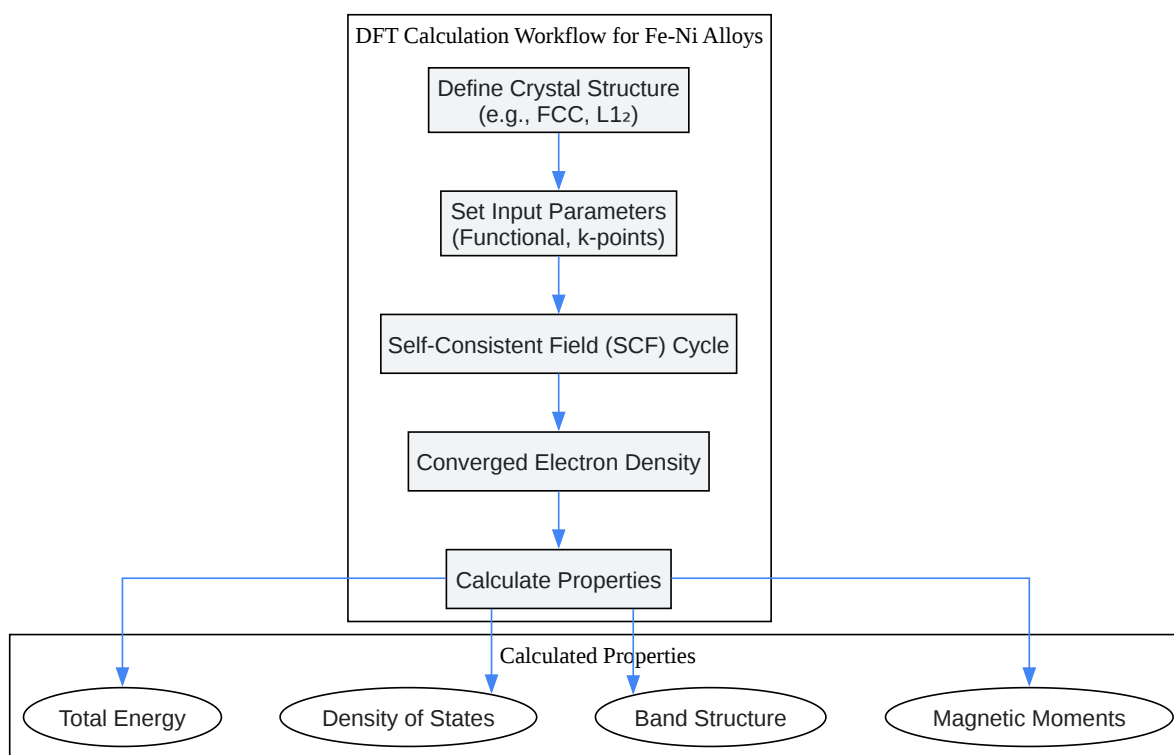 DFT Calculation Workflow for Fe-Ni Alloys
Define Crystal Structure
(e.g., FCC, L1₂)
Set Input Parameters
(Functional, k-points)
Self-Consistent Field (SCF) Cycle
Converged Electron Density
Calculate Properties
Calculated Properties
Total Energy
Density of States
Band Structure
Magnetic Moments